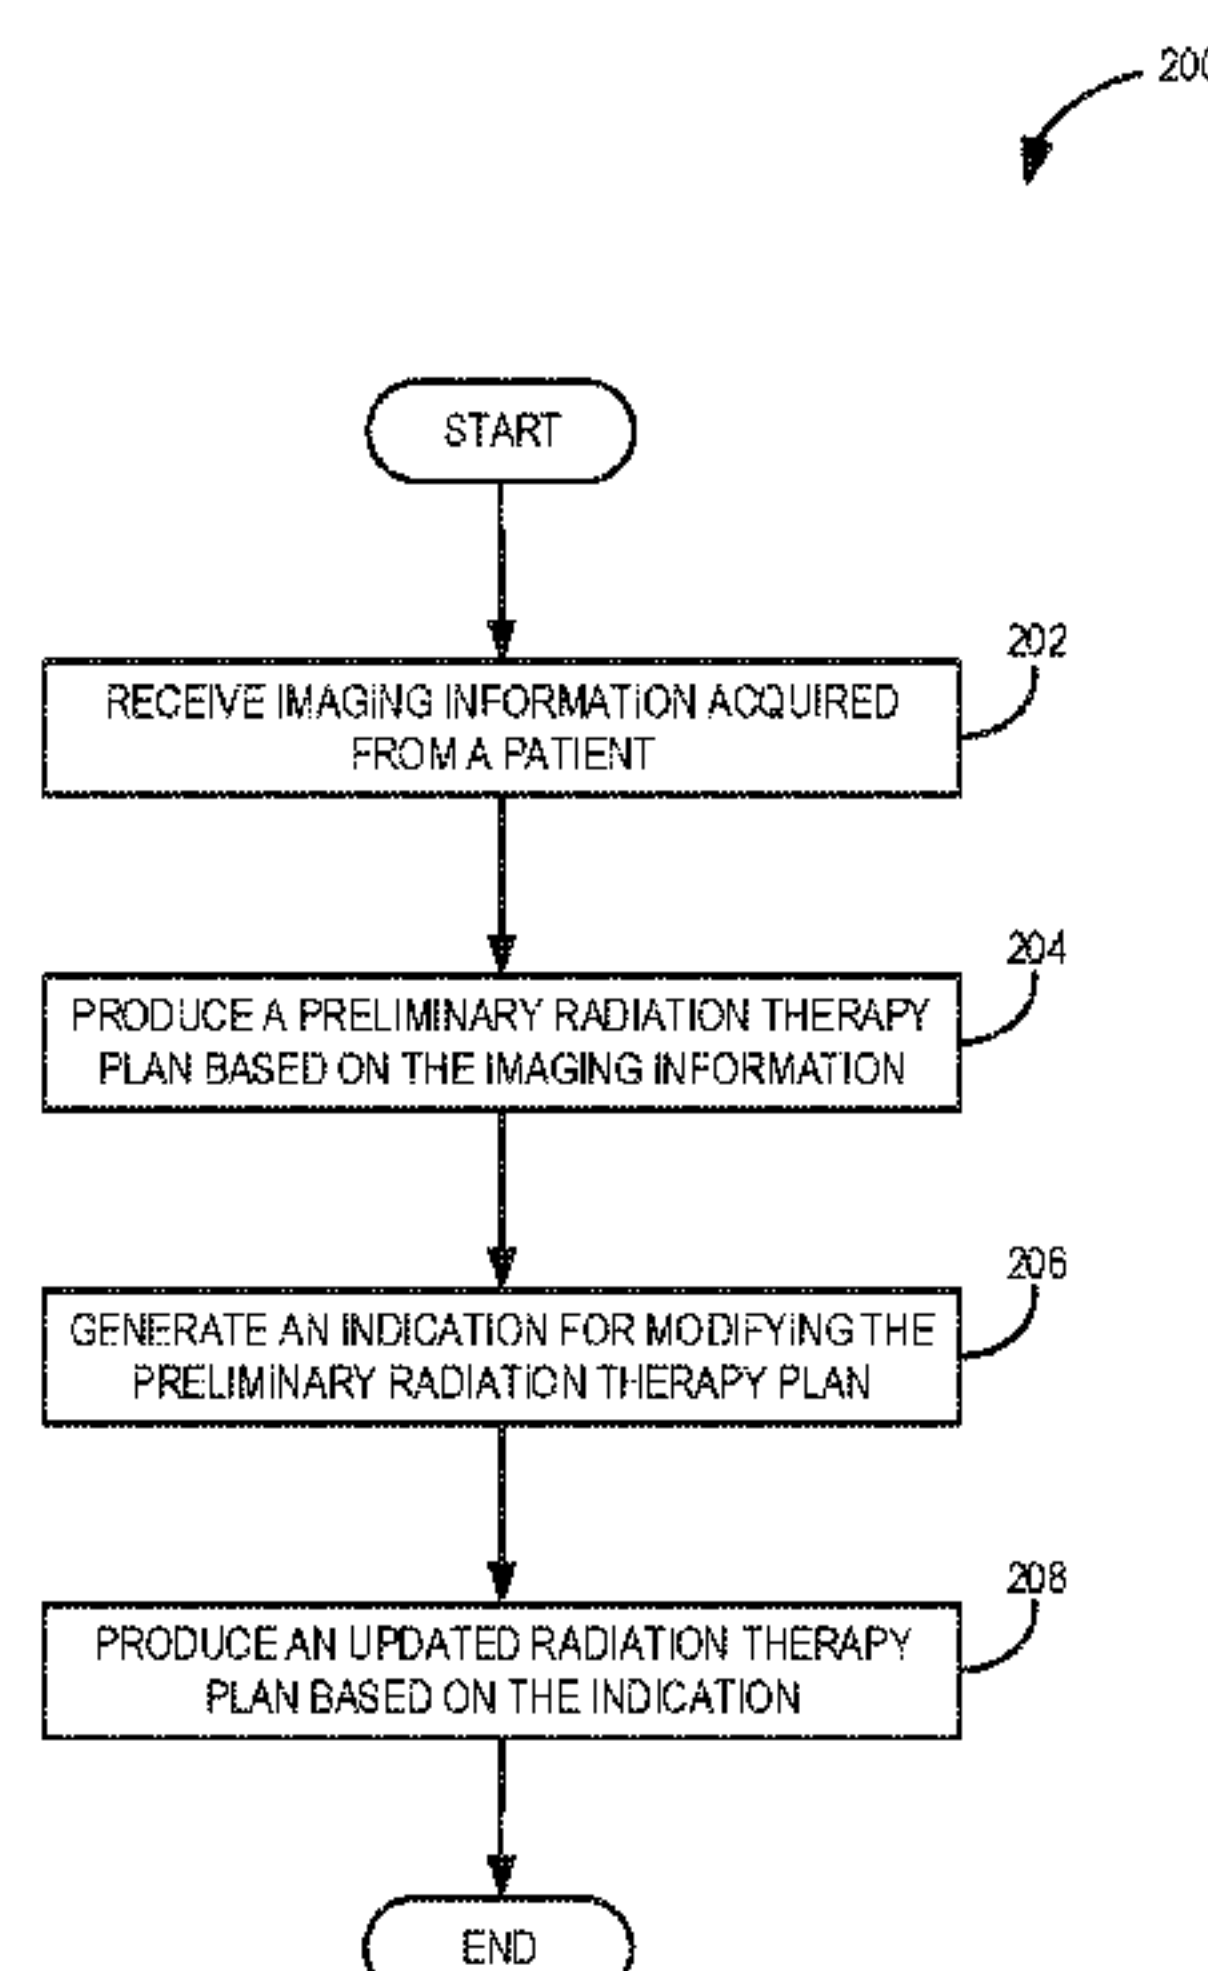 200
START
202
RECEIVE IMAGING INFORMATION ACQUIRED
FROM A PATIENT
204
PRODUCE A PRELIMINARY RADIATION THERAPY
PLAN BASED ON THE IMAGING INFORMATION
206
GENERATE AN INDICATION FOR MODIFYING THE
PRELIMINARY RADIATION THERAPY PLAN
208
PRODUCE AN UPDATED RADIATION THERAPY
PLAN BASED ON THE INDICATION
END